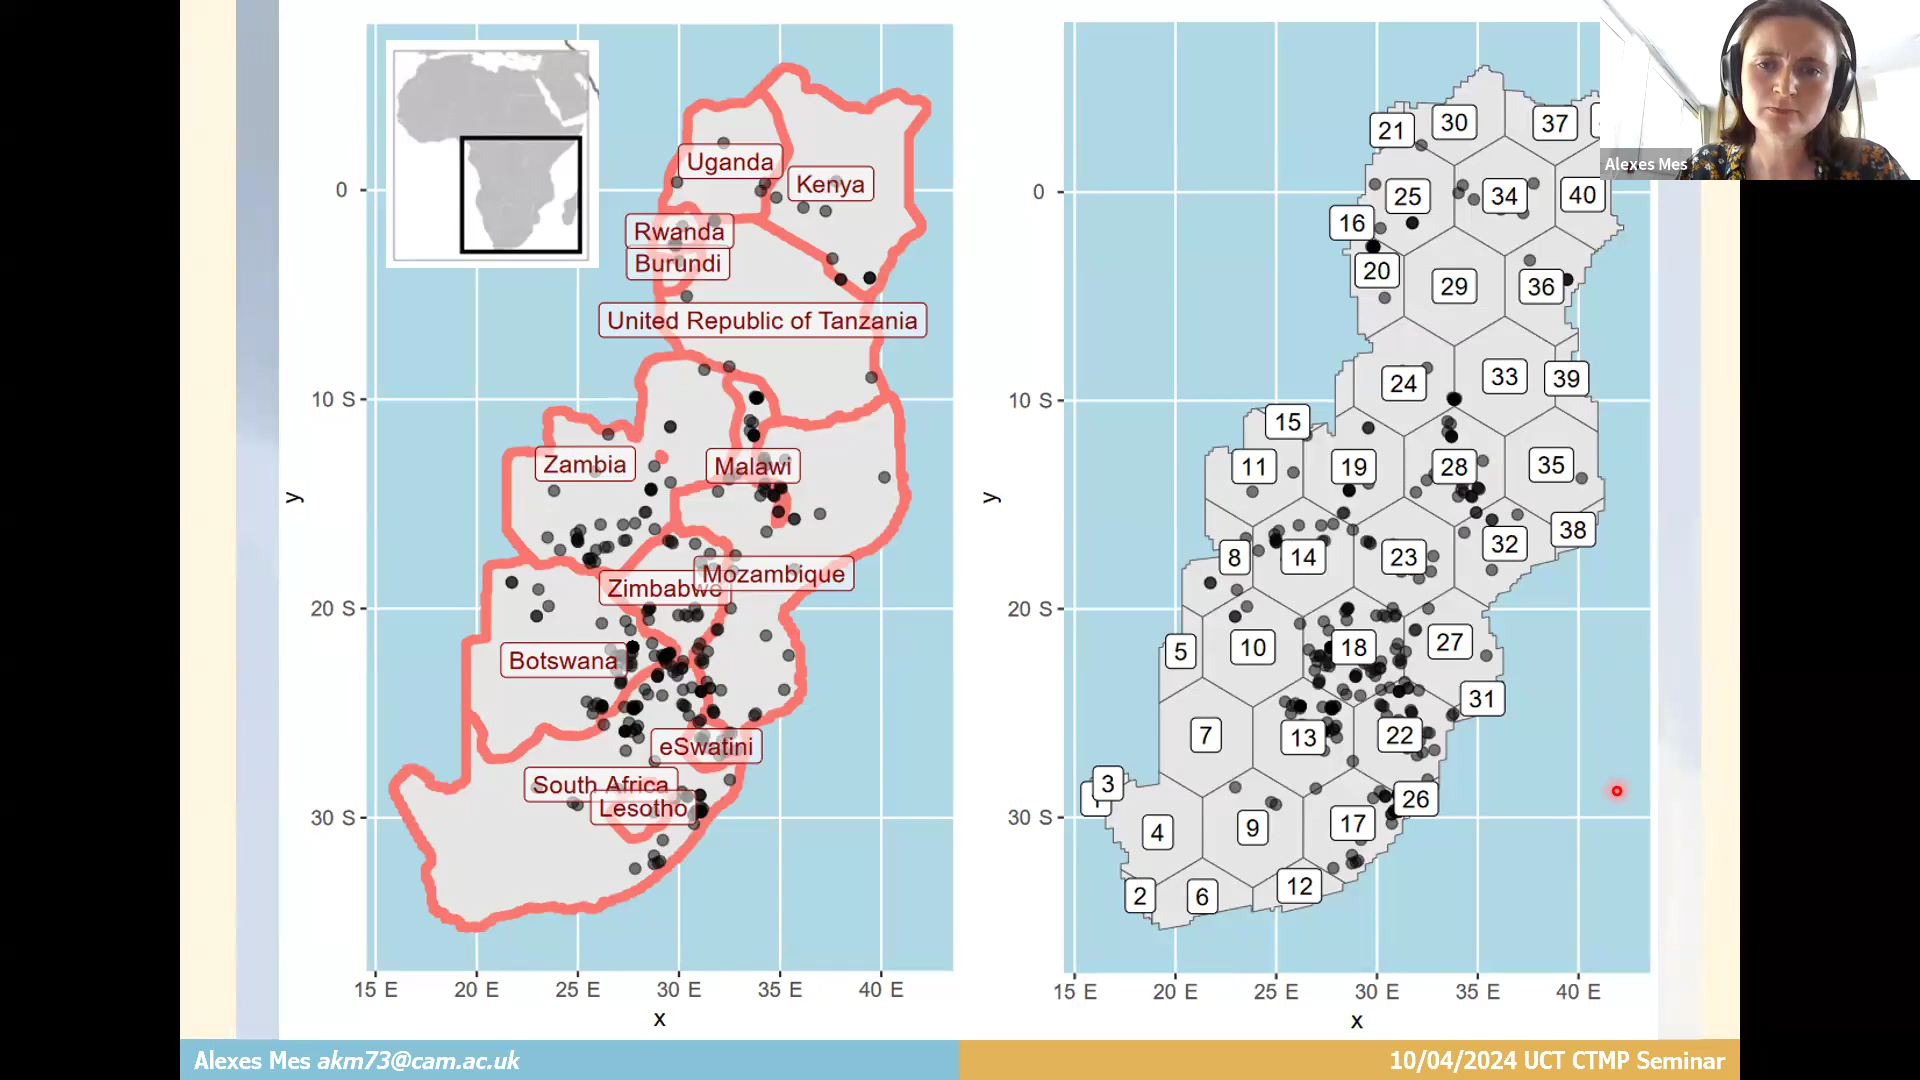 Uganda
Kenya
Rwanda
Burundi
United Republic of Tanzania
Zambia
Malawi
Mozambique
Zimbabwe
Botswana
eSwatini
South Africa
Lesotho
0
10 S
20 S
30 S
y
15 E
20 E
25 E
30 E
35 E
40 E
x
21
30
37
25
34
40
16
20
29
36
24
33
39
15
11
19
28
35
38
8
14
23
32
5
10
18
27
31
7
13
22
3
26
4
9
17
2
6
12
0
10 S
20 S
30 S
y
15 E
20 E
25 E
30 E
35 E
40 E
x
Alexes Mes
Alexes Mes akm73@cam.ac.uk
10/04/2024 UCT CTMP Seminar